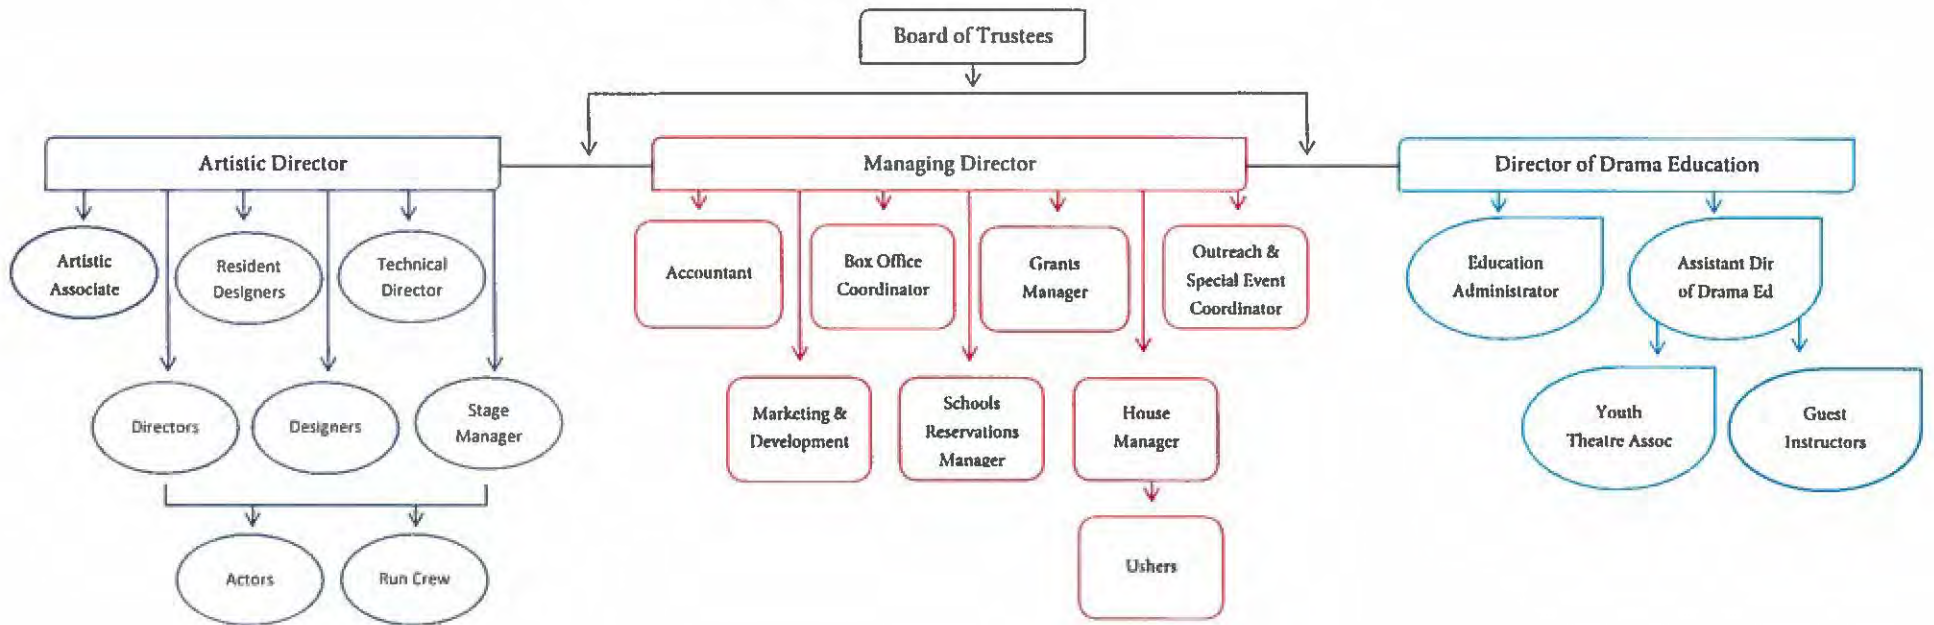 Board of Trustees
Artistic Director
Managing Director
Director of Drama Education
Artistic
Associate
Resident
Designers
Technical
Director
Accountant
Box Office
Coordinator
Grants
Manager
Outreach &
Special Event
Coordinator
Education
Administrator
Assistant Dir
of Drama Ed
Directors
Designers
Stage
Manager
Marketing &
Development
Schools
Reservations
Manager
House
Manager
Youth
Theatre Assoc
Guest
Instructors
Actors
Run Crew
Ushers